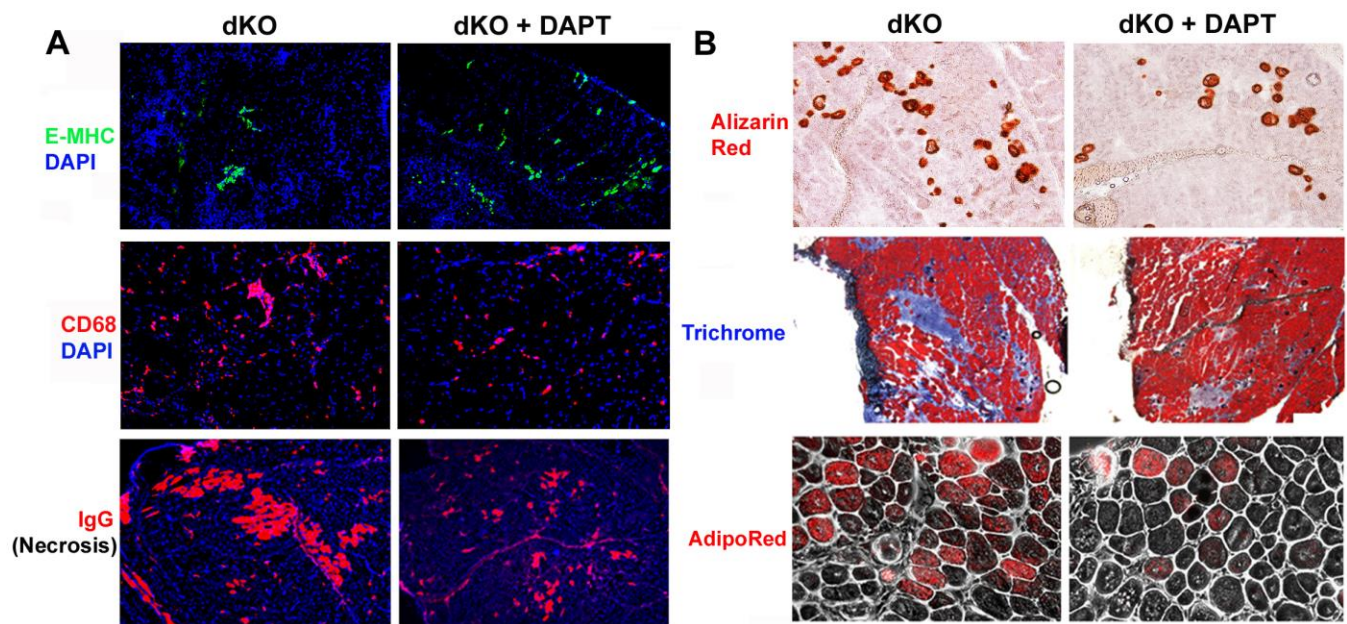 A
dKO
dKO + DAPT
E-MHC
DAPI
CD68
DAPI
IgG
(Necrosis)
B
dKO
dKO + DAPT
Alizarin
Red
Trichrome
AdipoRed